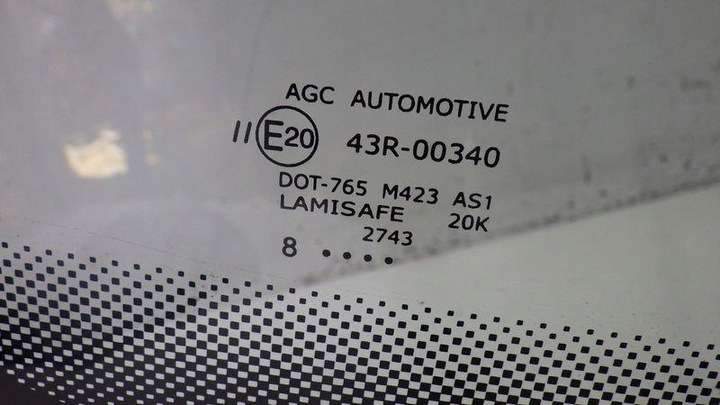 AGC AUTOMOTIVE
II E20 43R-00340
DOT-765 M423 AS1
LAMISAFE 20K
2743
8 ....